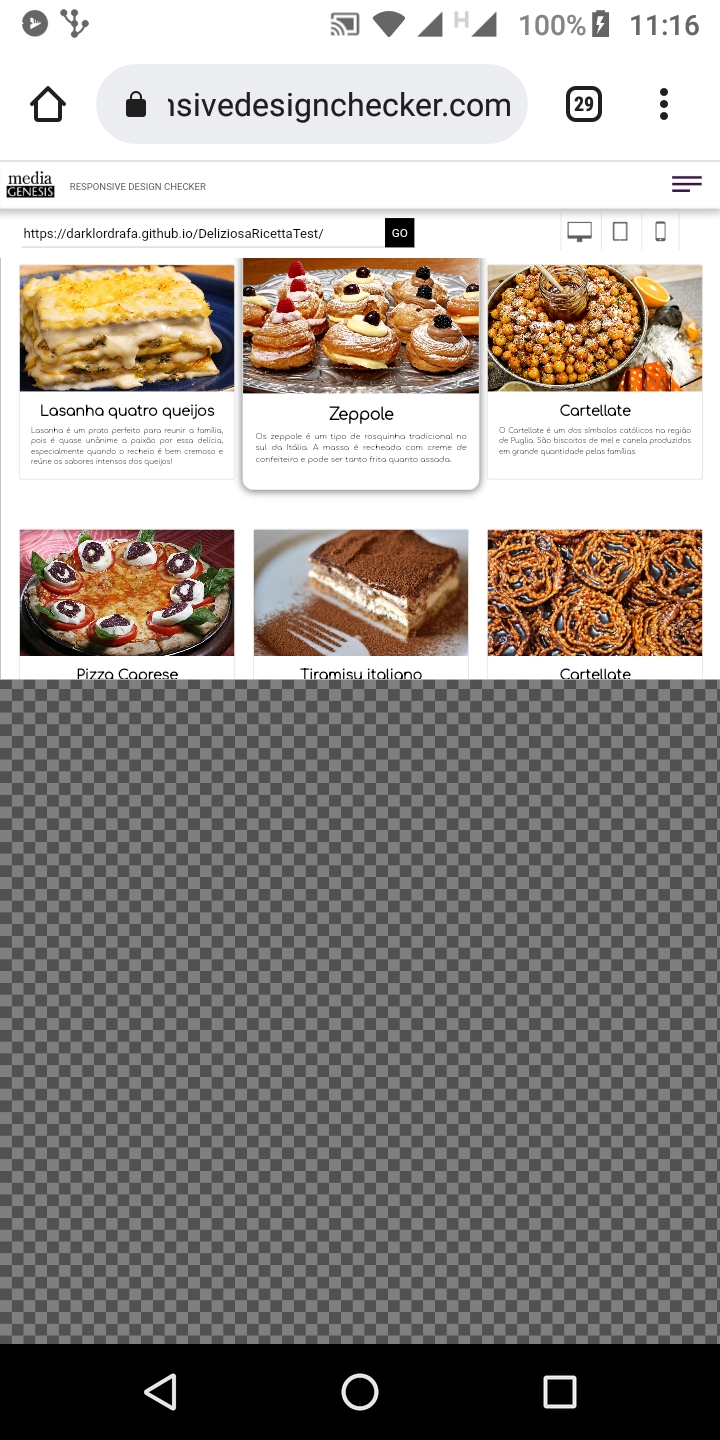 H 100% 11:16
nsivedesignchecker.com 29
media GENESIS RESPONSIVE DESIGN CHECKER
https://darklordrafa.github.io/DeliziosaRicettaTest/ GO
Lasanha quatro queijos
Lasanha é um prato perfeito para reunir a família,
pois é quase unânime a paixão por essa delícia,
especialmente quando o recheio é bem cremoso e
reúne os sabores intensos dos queijos!
Zeppole
Os zeppole é um tipo de rosquinha tradicional no
sul da Itália. A massa é recheada com creme de
confeiteiro e pode ser tanto frita quanto assada.
Cartellate
O Cartellate é um dos símbolos católicos na região
de Puglia. São biscoitos de mel e canela produzidos
em grande quantidade pelas famílias
Pizza Caprese
Tiramisu italiano
Cartellate